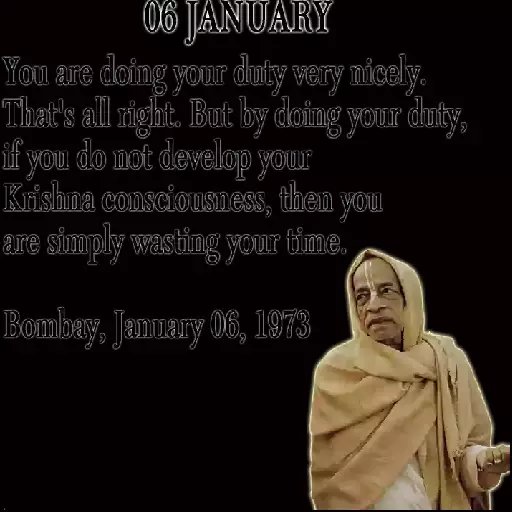 06 JANUARY
You are doing your duty very nicely.
That's all right. But by doing your duty,
if you do not develop your
Krishna consciousness, then you
are simply wasting your time.
Bombay, January 06, 1973